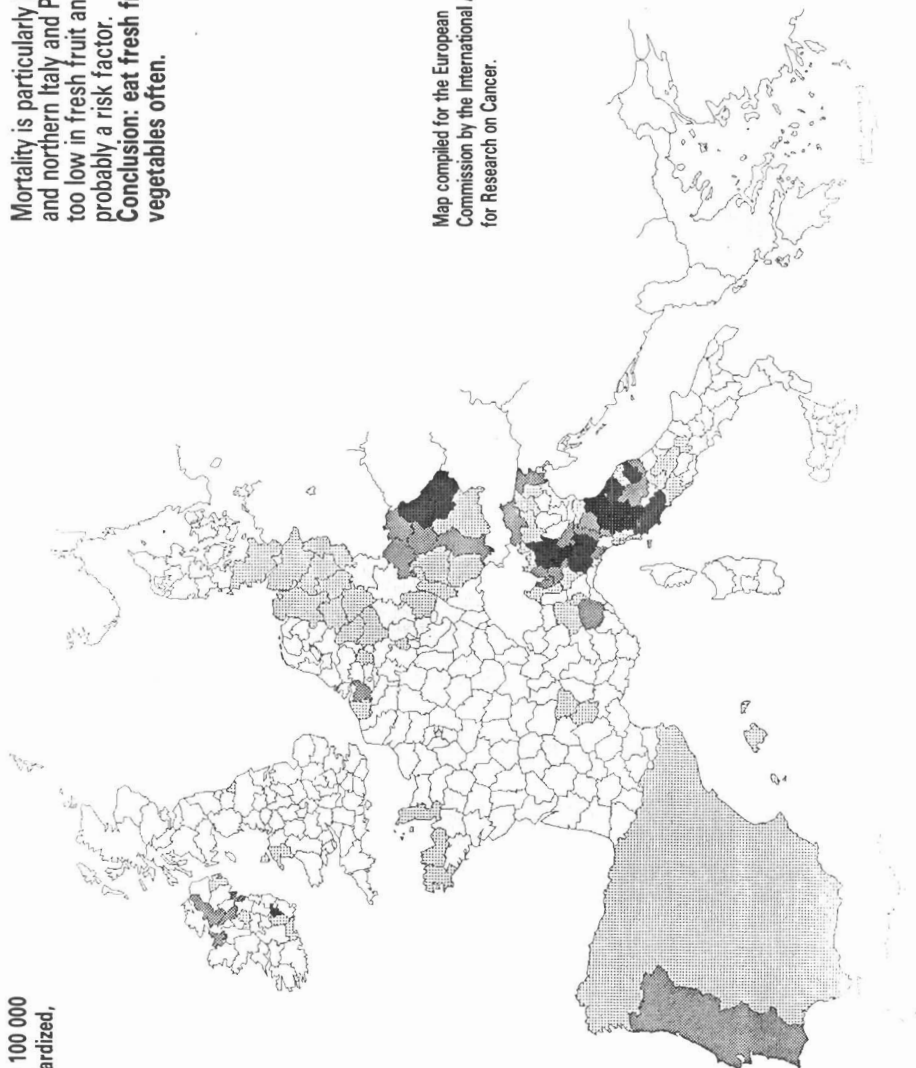 Mortality is particularly
and northern Italy and P
too low in fresh fruit an
probably a risk factor.
Conclusion: eat fresh f
vegetables often.
Map compiled for the European
Commission by the International
for Research on Cancer.
100 000
ardized,